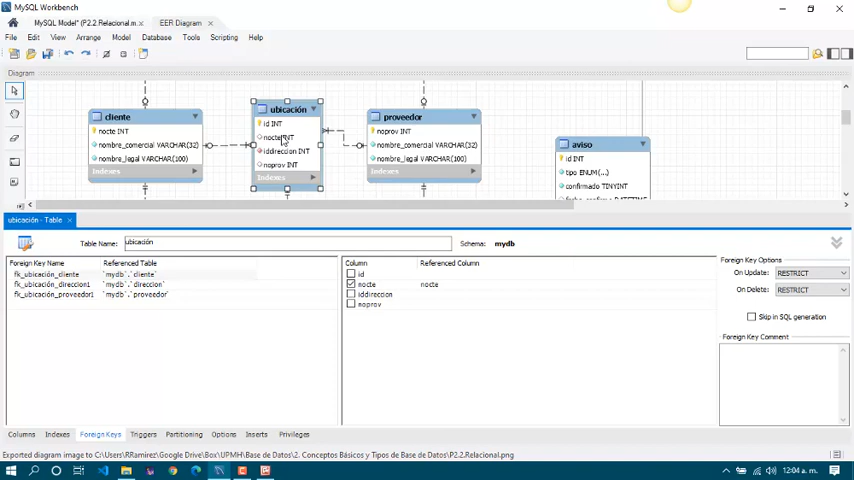 MySQL Workbench
MySQL Model* (P2.2.Relacional.m... × EER Diagram ×
File Edit View Arrange Model Database Tools Scripting Help
Diagram
cliente
nocte INT
nombre_comercial VARCHAR(32)
nombre_legal VARCHAR(100)
Indexes
ubicación
id INT
nocte INT
iddireccion INT
noprov INT
Indexes
proveedor
noprov INT
nombre_comercial VARCHAR(32)
nombre_legal VARCHAR(100)
Indexes
aviso
id INT
tipo ENUM(...)
confirmado TINYINT
ubicación - Table ×
Table Name: ubicación Schema: mydb
Foreign Key Name Referenced Table
fk_ubicación_cliente `mydb`.`cliente`
fk_ubicación_direccion1 `mydb`.`direccion`
fk_ubicación_proveedor1 `mydb`.`proveedor`
Column Referenced Column
id
nocte nocte
iddireccion
noprov
Foreign Key Options
On Update: RESTRICT
On Delete: RESTRICT
Skip in SQL generation
Foreign Key Comment
Columns Indexes Foreign Keys Triggers Partitioning Options Inserts Privileges
Exported diagram image to C:\Users\RRamirez\Google Drive\Box\UPMH\Base de Datos\2. Conceptos Básicos y Tipos de Base de Datos\P2.2.Relacional.png
12:04 a. m.